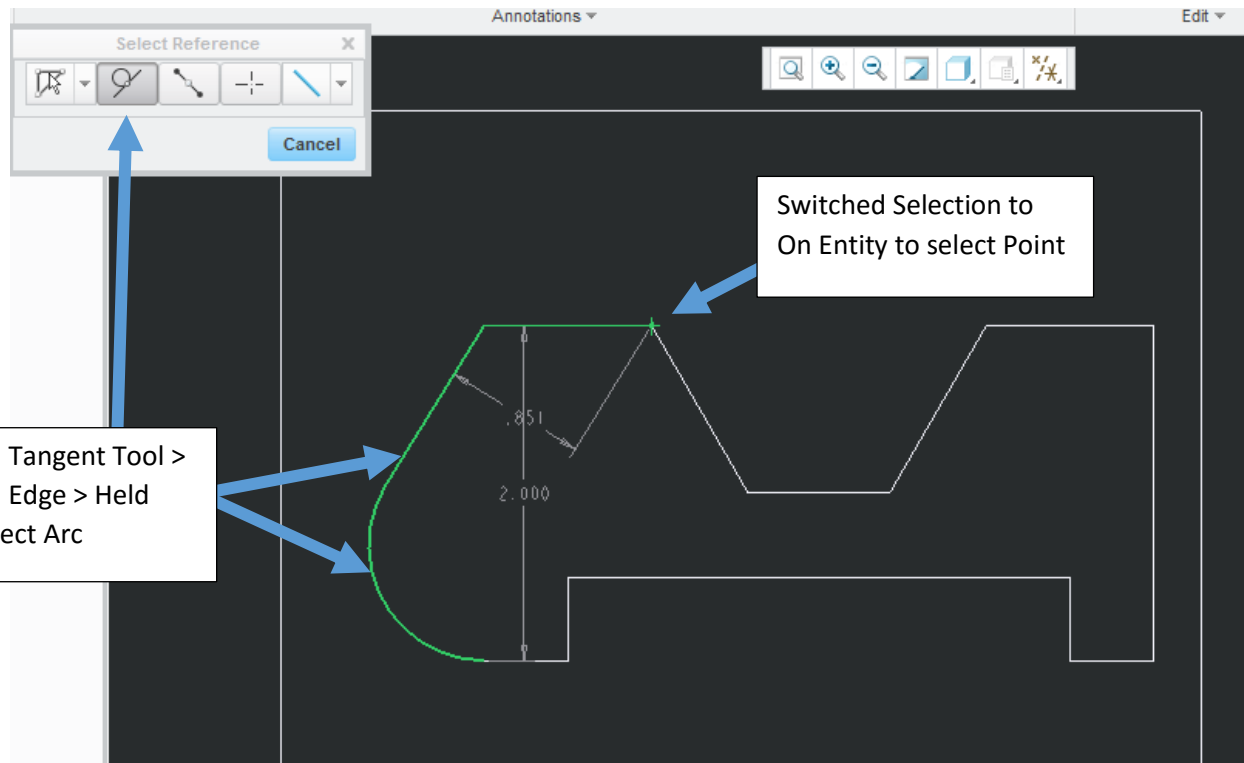 Annotations
Edit
Select Reference X
Cancel
Switched Selection to
On Entity to select Point
.851
2.000
Tangent Tool >
Edge > Held
ect Arc